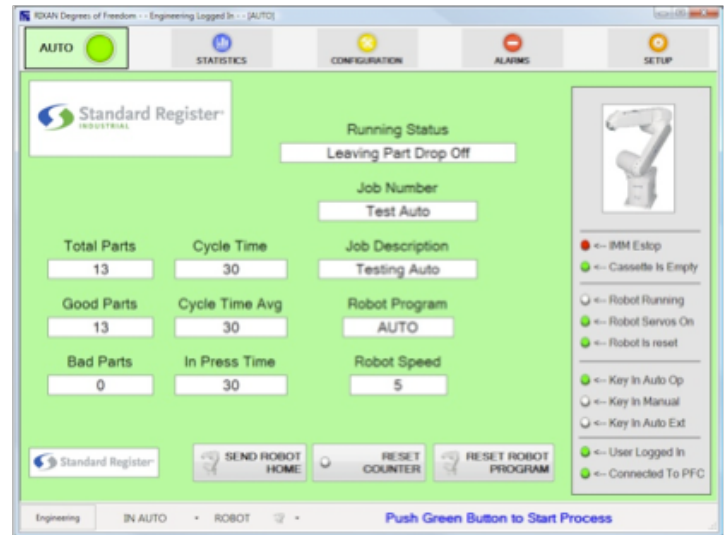 RIXAN Degrees of Freedom - - Engineering Logged In - - [AUTO]
AUTO
STATISTICS
CONFIGURATION
ALARMS
SETUP
Standard Register
INDUSTRIAL
Running Status
Leaving Part Drop Off
Job Number
Test Auto
Total Parts
13
Cycle Time
30
Job Description
Testing Auto
Good Parts
13
Cycle Time Avg
30
Robot Program
AUTO
Bad Parts
0
In Press Time
30
Robot Speed
5
<-- IMM Estop
<-- Cassette Is Empty
<-- Robot Running
<-- Robot Servos On
<-- Robot Is reset
<-- Key In Auto Op
<-- Key In Manual
<-- Key In Auto Ext
<-- User Logged In
<-- Connected To PFC
Standard Register
SEND ROBOT
HOME
RESET
COUNTER
RESET ROBOT
PROGRAM
Engineering
IN AUTO
ROBOT
Push Green Button to Start Process